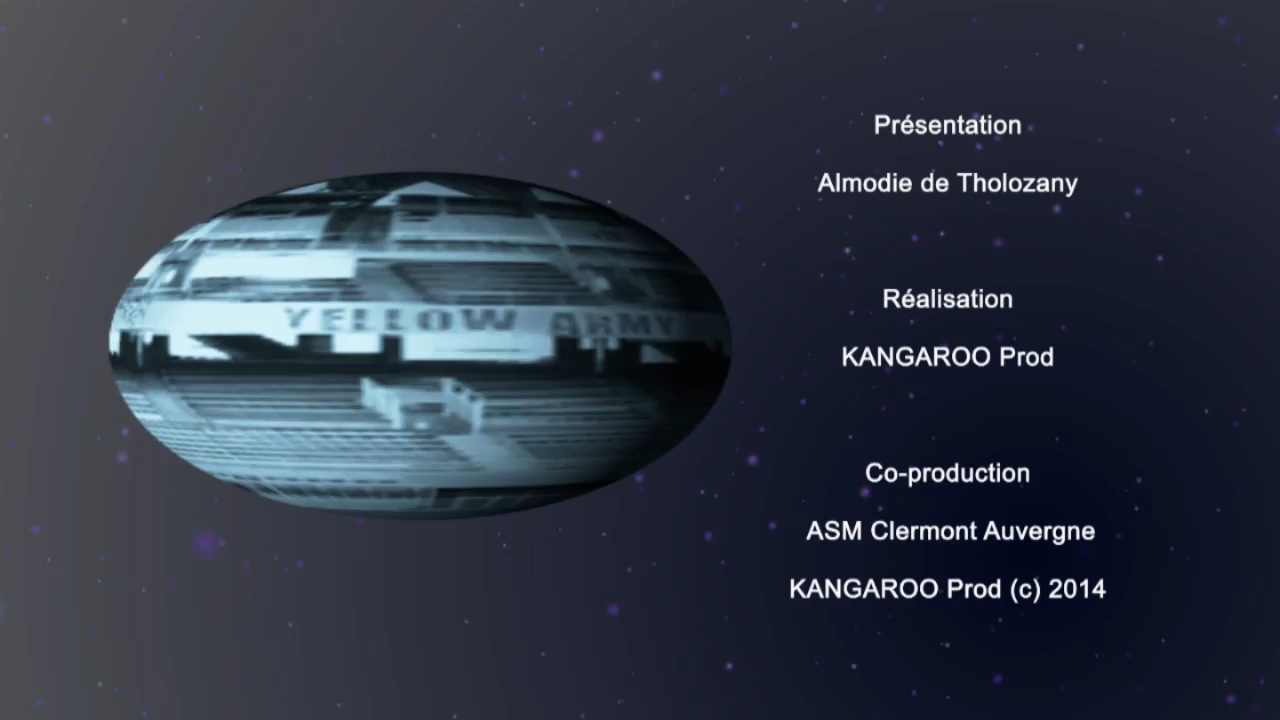 YELLOW ARMY
Présentation
Almodie de Tholozany
Réalisation
KANGAROO Prod
Co-production
ASM Clermont Auvergne
KANGAROO Prod (c) 2014